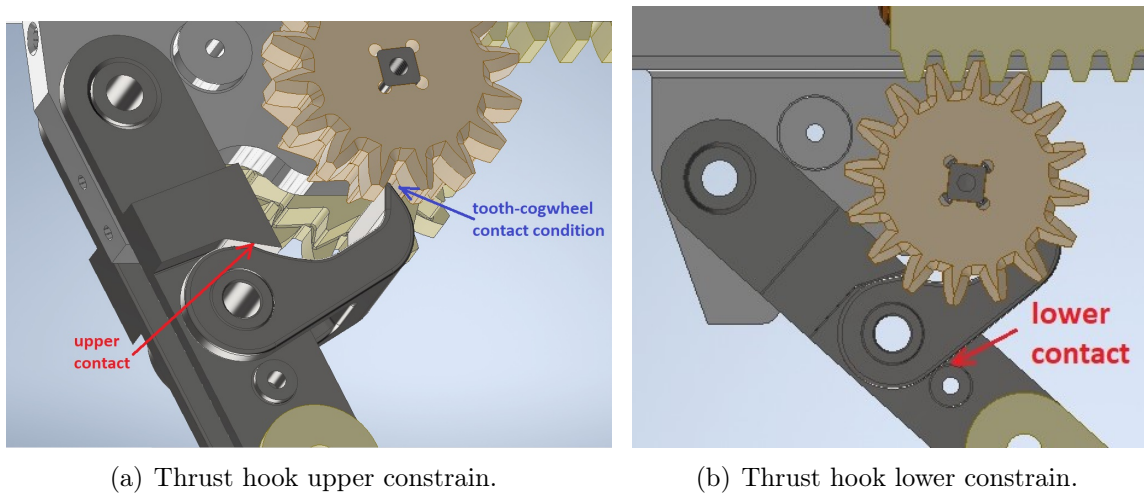 tooth-cogwheel
contact condition
upper
contact
lower
contact
(a) Thrust hook upper constrain.
(b) Thrust hook lower constrain.